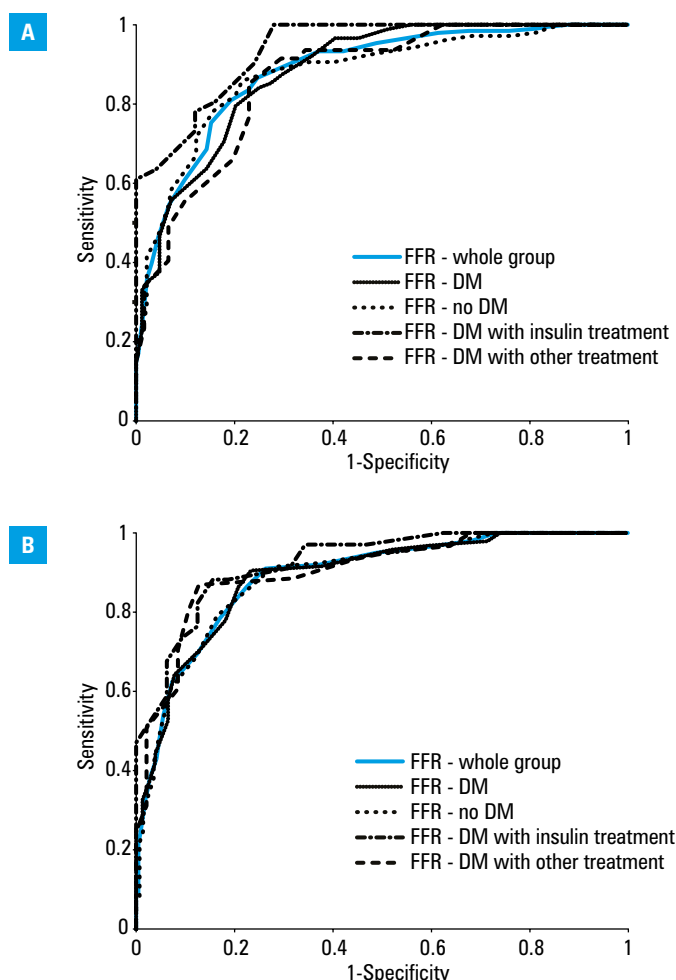 A
1
0.8
0.6
0.4
0.2
0
Sensitivity
FFR - whole group
FFR - DM
FFR - no DM
FFR - DM with insulin treatment
FFR - DM with other treatment
0 0.2 0.4 0.6 0.8 1
1-Specificity
B
1
0.8
0.6
0.4
0.2
0
Sensitivity
FFR - whole group
FFR - DM
FFR - no DM
FFR - DM with insulin treatment
FFR - DM with other treatment
0 0.2 0.4 0.6 0.8 1
1-Specificity